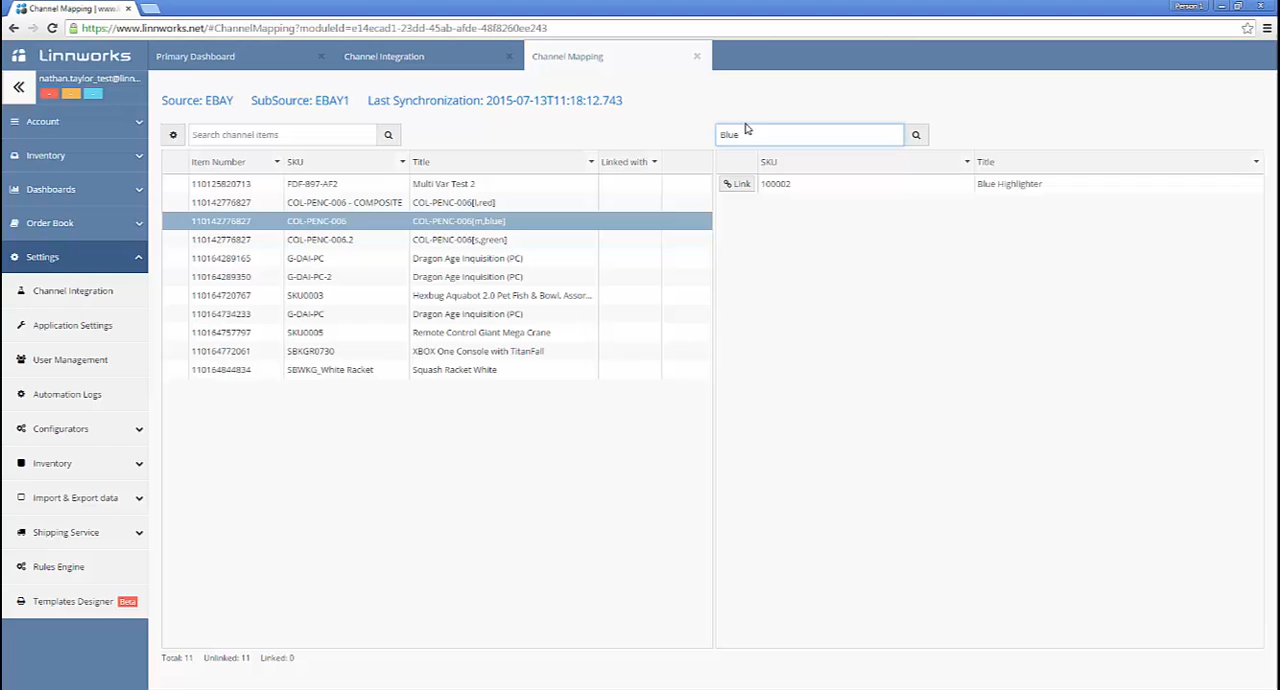 Channel Mapping | www.l
Person 1
https://www.linnworks.net/#ChannelMapping?moduleId=e14ecad1-23dd-45ab-afde-48f8260ee243
Linnworks
Primary Dashboard
Channel Integration
Channel Mapping
nathan.taylor_test@linn...
Account
Inventory
Dashboards
Order Book
Settings
Channel Integration
Application Settings
User Management
Automation Logs
Configurators
Inventory
Import & Export data
Shipping Service
Rules Engine
Templates Designer Beta
Source: EBAY SubSource: EBAY1 Last Synchronization: 2015-07-13T11:18:12.743
Search channel items
Item Number SKU Title Linked with
110125820713 FDF-897-AF2 Multi Var Test 2
110142776827 COL-PENC-006 - COMPOSITE COL-PENC-006[l,red]
110142776827 COL-PENC-006 COL-PENC-006[m,blue]
110142776827 COL-PENC-006.2 COL-PENC-006[s,green]
110164289165 G-DAI-PC Dragon Age Inquisition (PC)
110164289350 G-DAI-PC-2 Dragon Age Inquisition (PC)
110164720767 SKU0003 Hexbug Aquabot 2.0 Pet Fish & Bowl. Assor...
110164734233 G-DAI-PC Dragon Age Inquisition (PC)
110164757797 SKU0005 Remote Control Giant Mega Crane
110164772061 SBKGR0730 XBOX One Console with TitanFall
110164844834 SBWKG_White Racket Squash Racket White
Total: 11 Unlinked: 11 Linked: 0
Blue
SKU Title
Link 100002 Blue Highlighter